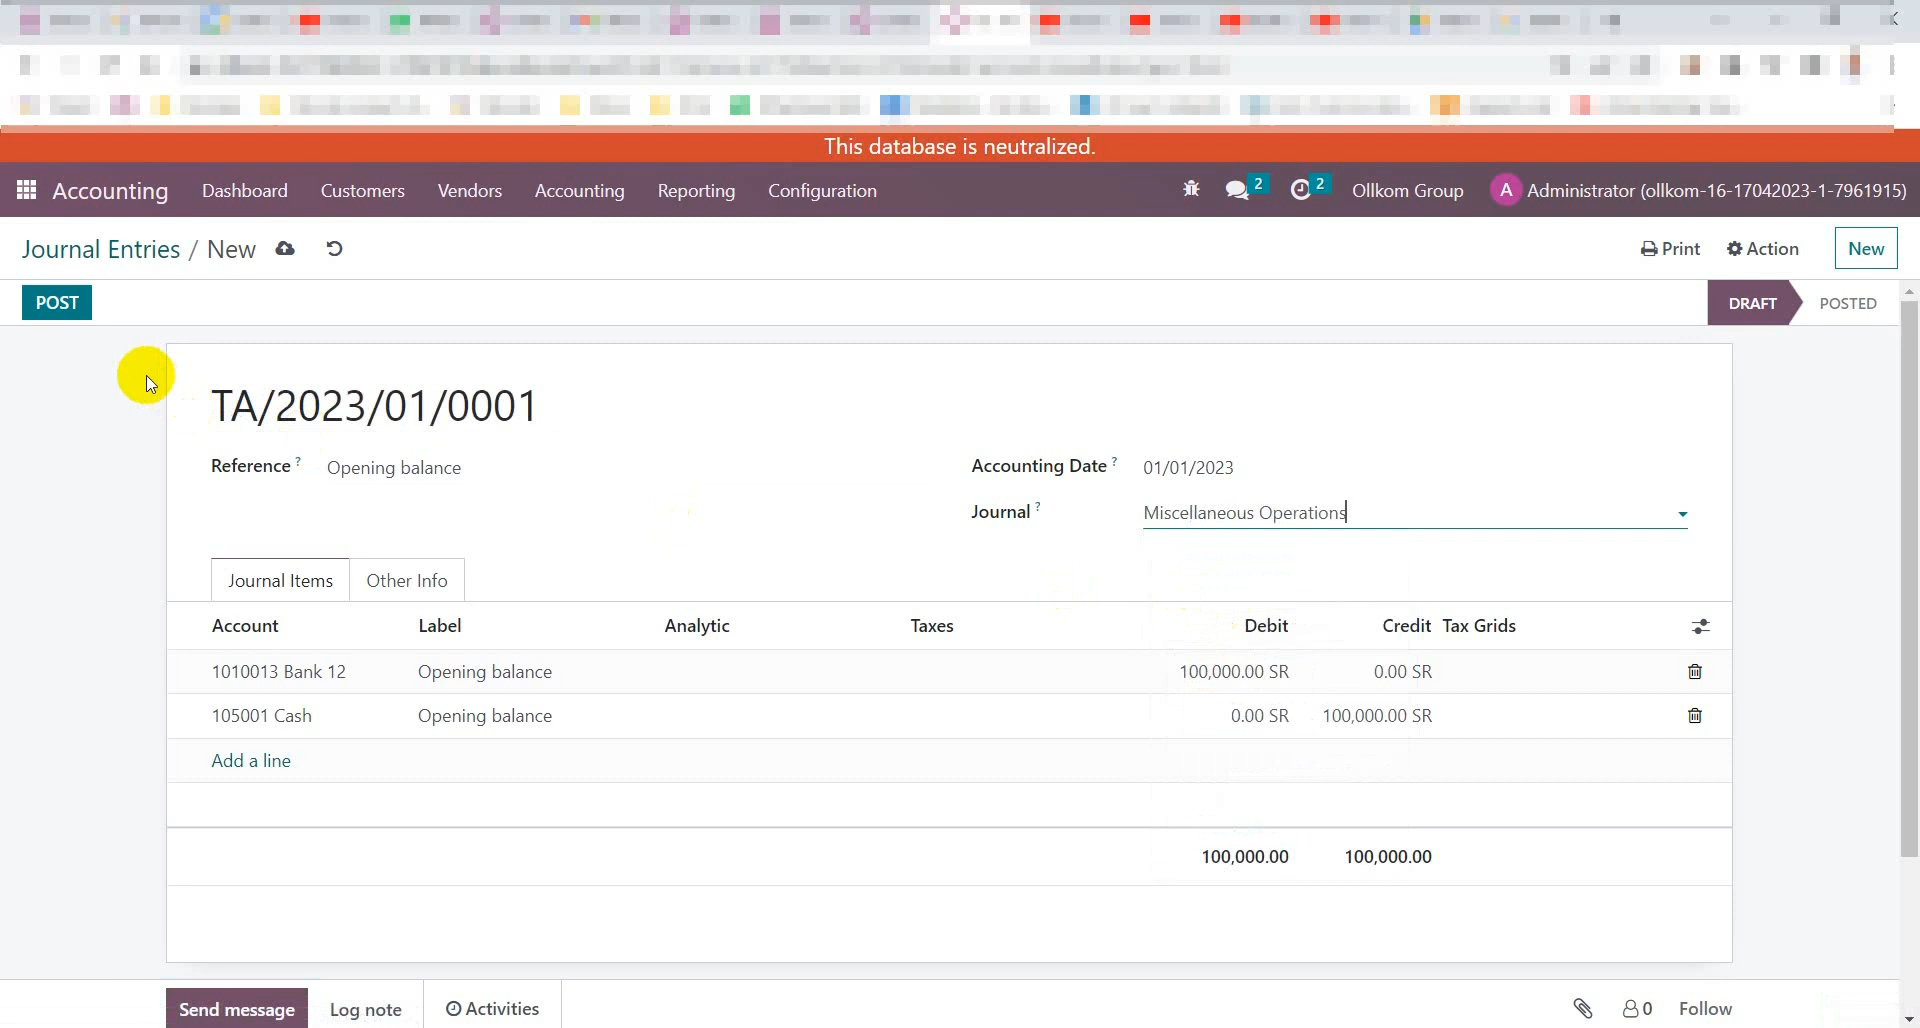 This database is neutralized.
Accounting Dashboard Customers Vendors Accounting Reporting Configuration 2 2 Ollkom Group A Administrator (ollkom-16-17042023-1-7961915)
Journal Entries / New Print Action New
POST DRAFT POSTED
TA/2023/01/0001
Reference ? Opening balance Accounting Date ? 01/01/2023
Journal ? Miscellaneous Operations
Journal Items Other Info
Account Label Analytic Taxes Debit Credit Tax Grids
1010013 Bank 12 Opening balance 100,000.00 SR 0.00 SR
105001 Cash Opening balance 0.00 SR 100,000.00 SR
Add a line
100,000.00 100,000.00
Send message Log note Activities 0 Follow